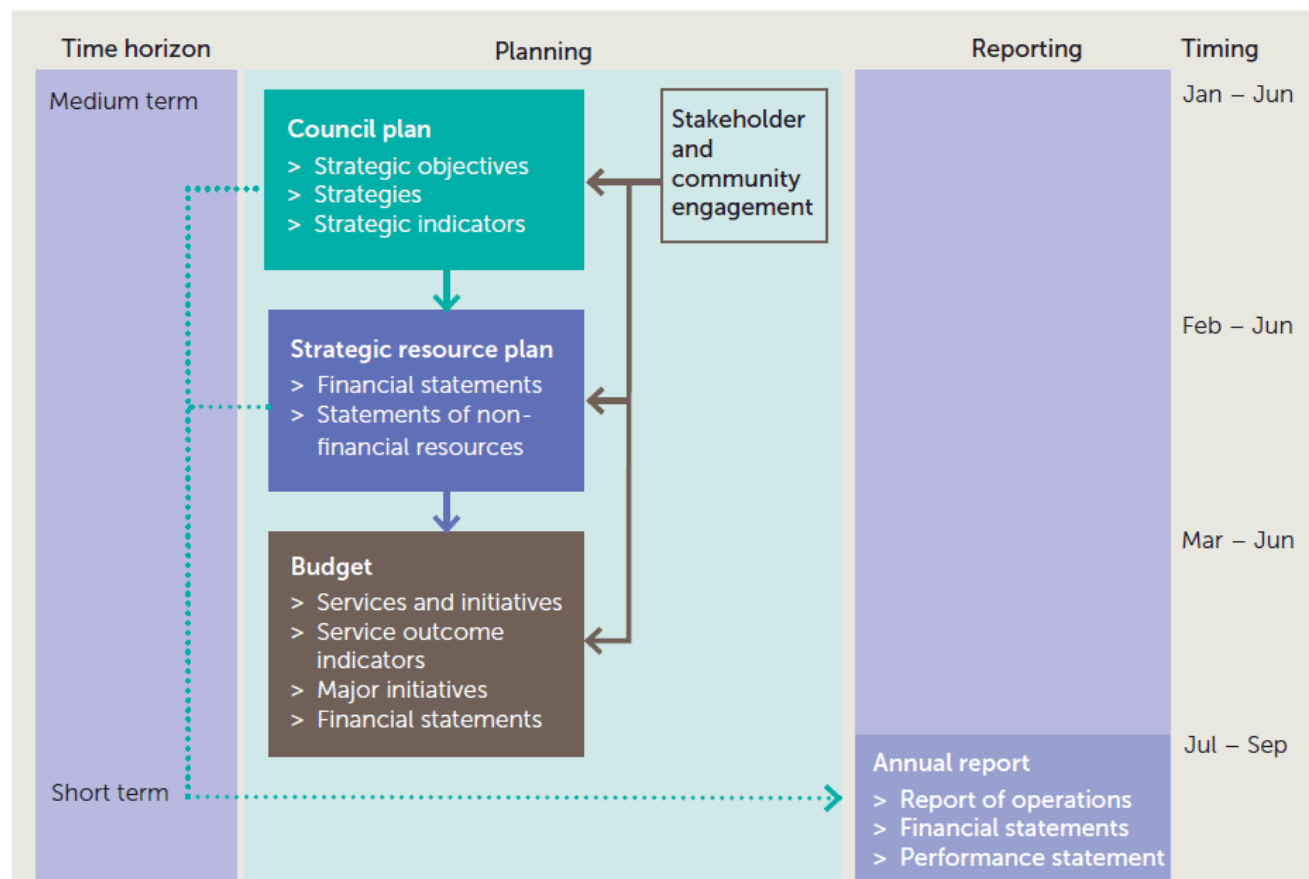 Time horizon
Planning
Reporting
Timing
Medium term
Jan – Jun
Council plan
> Strategic objectives
> Strategies
> Strategic indicators
Stakeholder
and
community
engagement
Feb – Jun
Strategic resource plan
> Financial statements
> Statements of non-
financial resources
Mar – Jun
Budget
> Services and initiatives
> Service outcome
indicators
> Major initiatives
> Financial statements
Jul – Sep
Short term
Annual report
> Report of operations
> Financial statements
> Performance statement